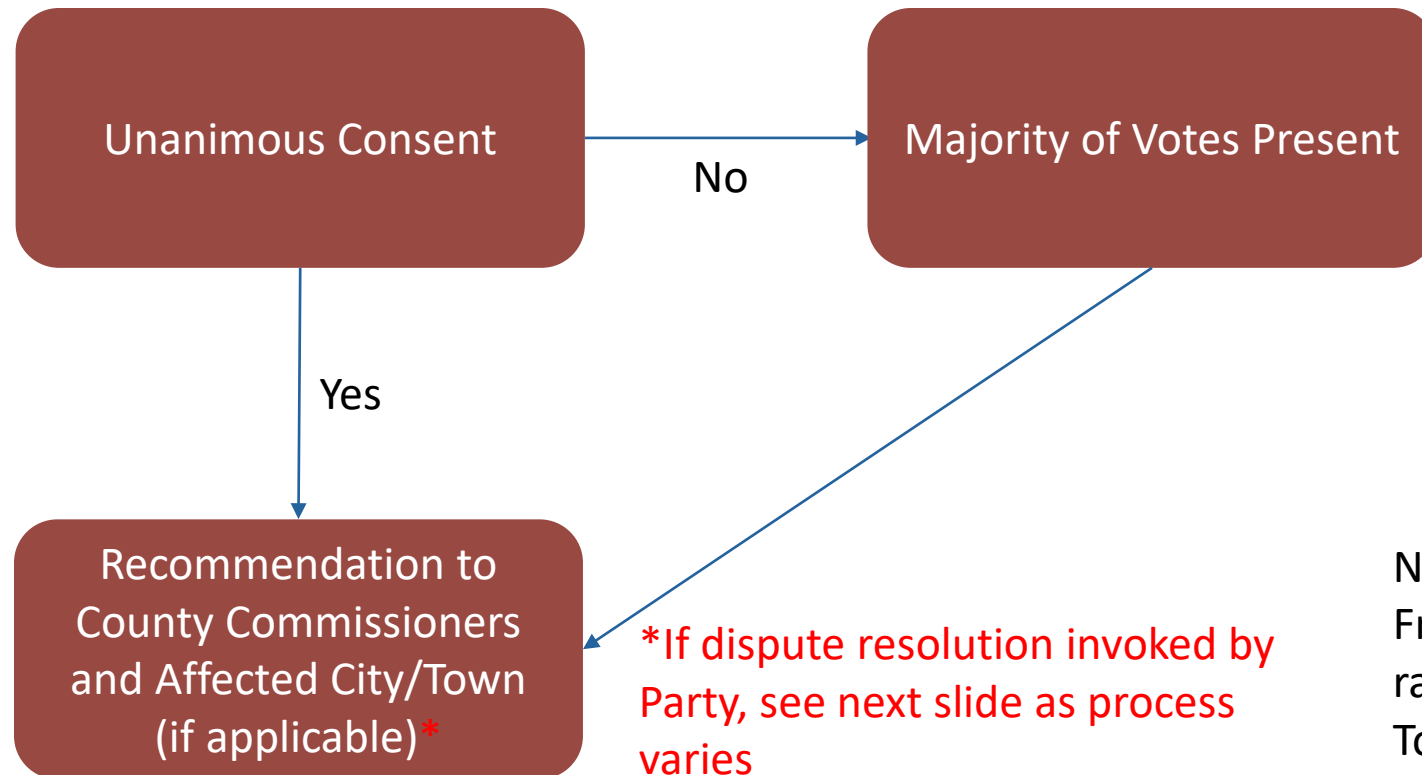 Unanimous Consent
No
Majority of Votes Present
Yes
Recommendation to
County Commissioners
and Affected City/Town
(if applicable)*
*If dispute resolution invoked by
Party, see next slide as process
varies